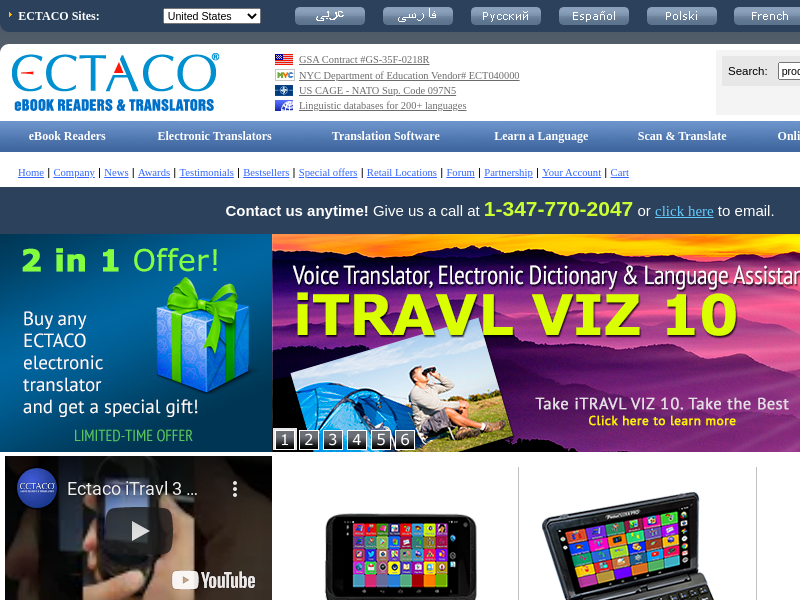 ECTACO Sites:
United States
عربي
فارسی
Русский
Español
Polski
French
ECTACO®
eBOOK READERS & TRANSLATORS
GSA Contract #GS-35F-0218R
NYC
NYC Department of Education Vendor# ECT040000
US CAGE - NATO Sup. Code 097N5
Linguistic databases for 200+ languages
Search:
prod
eBook Readers
Electronic Translators
Translation Software
Learn a Language
Scan & Translate
Onli
Home | Company | News | Awards | Testimonials | Bestsellers | Special offers | Retail Locations | Forum | Partnership | Your Account | Cart
Contact us anytime! Give us a call at 1-347-770-2047 or click here to email.
2 in 1 Offer!
Buy any
ECTACO
electronic
translator
and get a special gift!
LIMITED-TIME OFFER
Voice Translator, Electronic Dictionary & Language Assistan
iTRAVL VIZ 10
Take iTRAVL VIZ 10. Take the Best
Click here to learn more
1 2 3 4 5 6
ECTACO
Ectaco iTravl 3 ...
YouTube